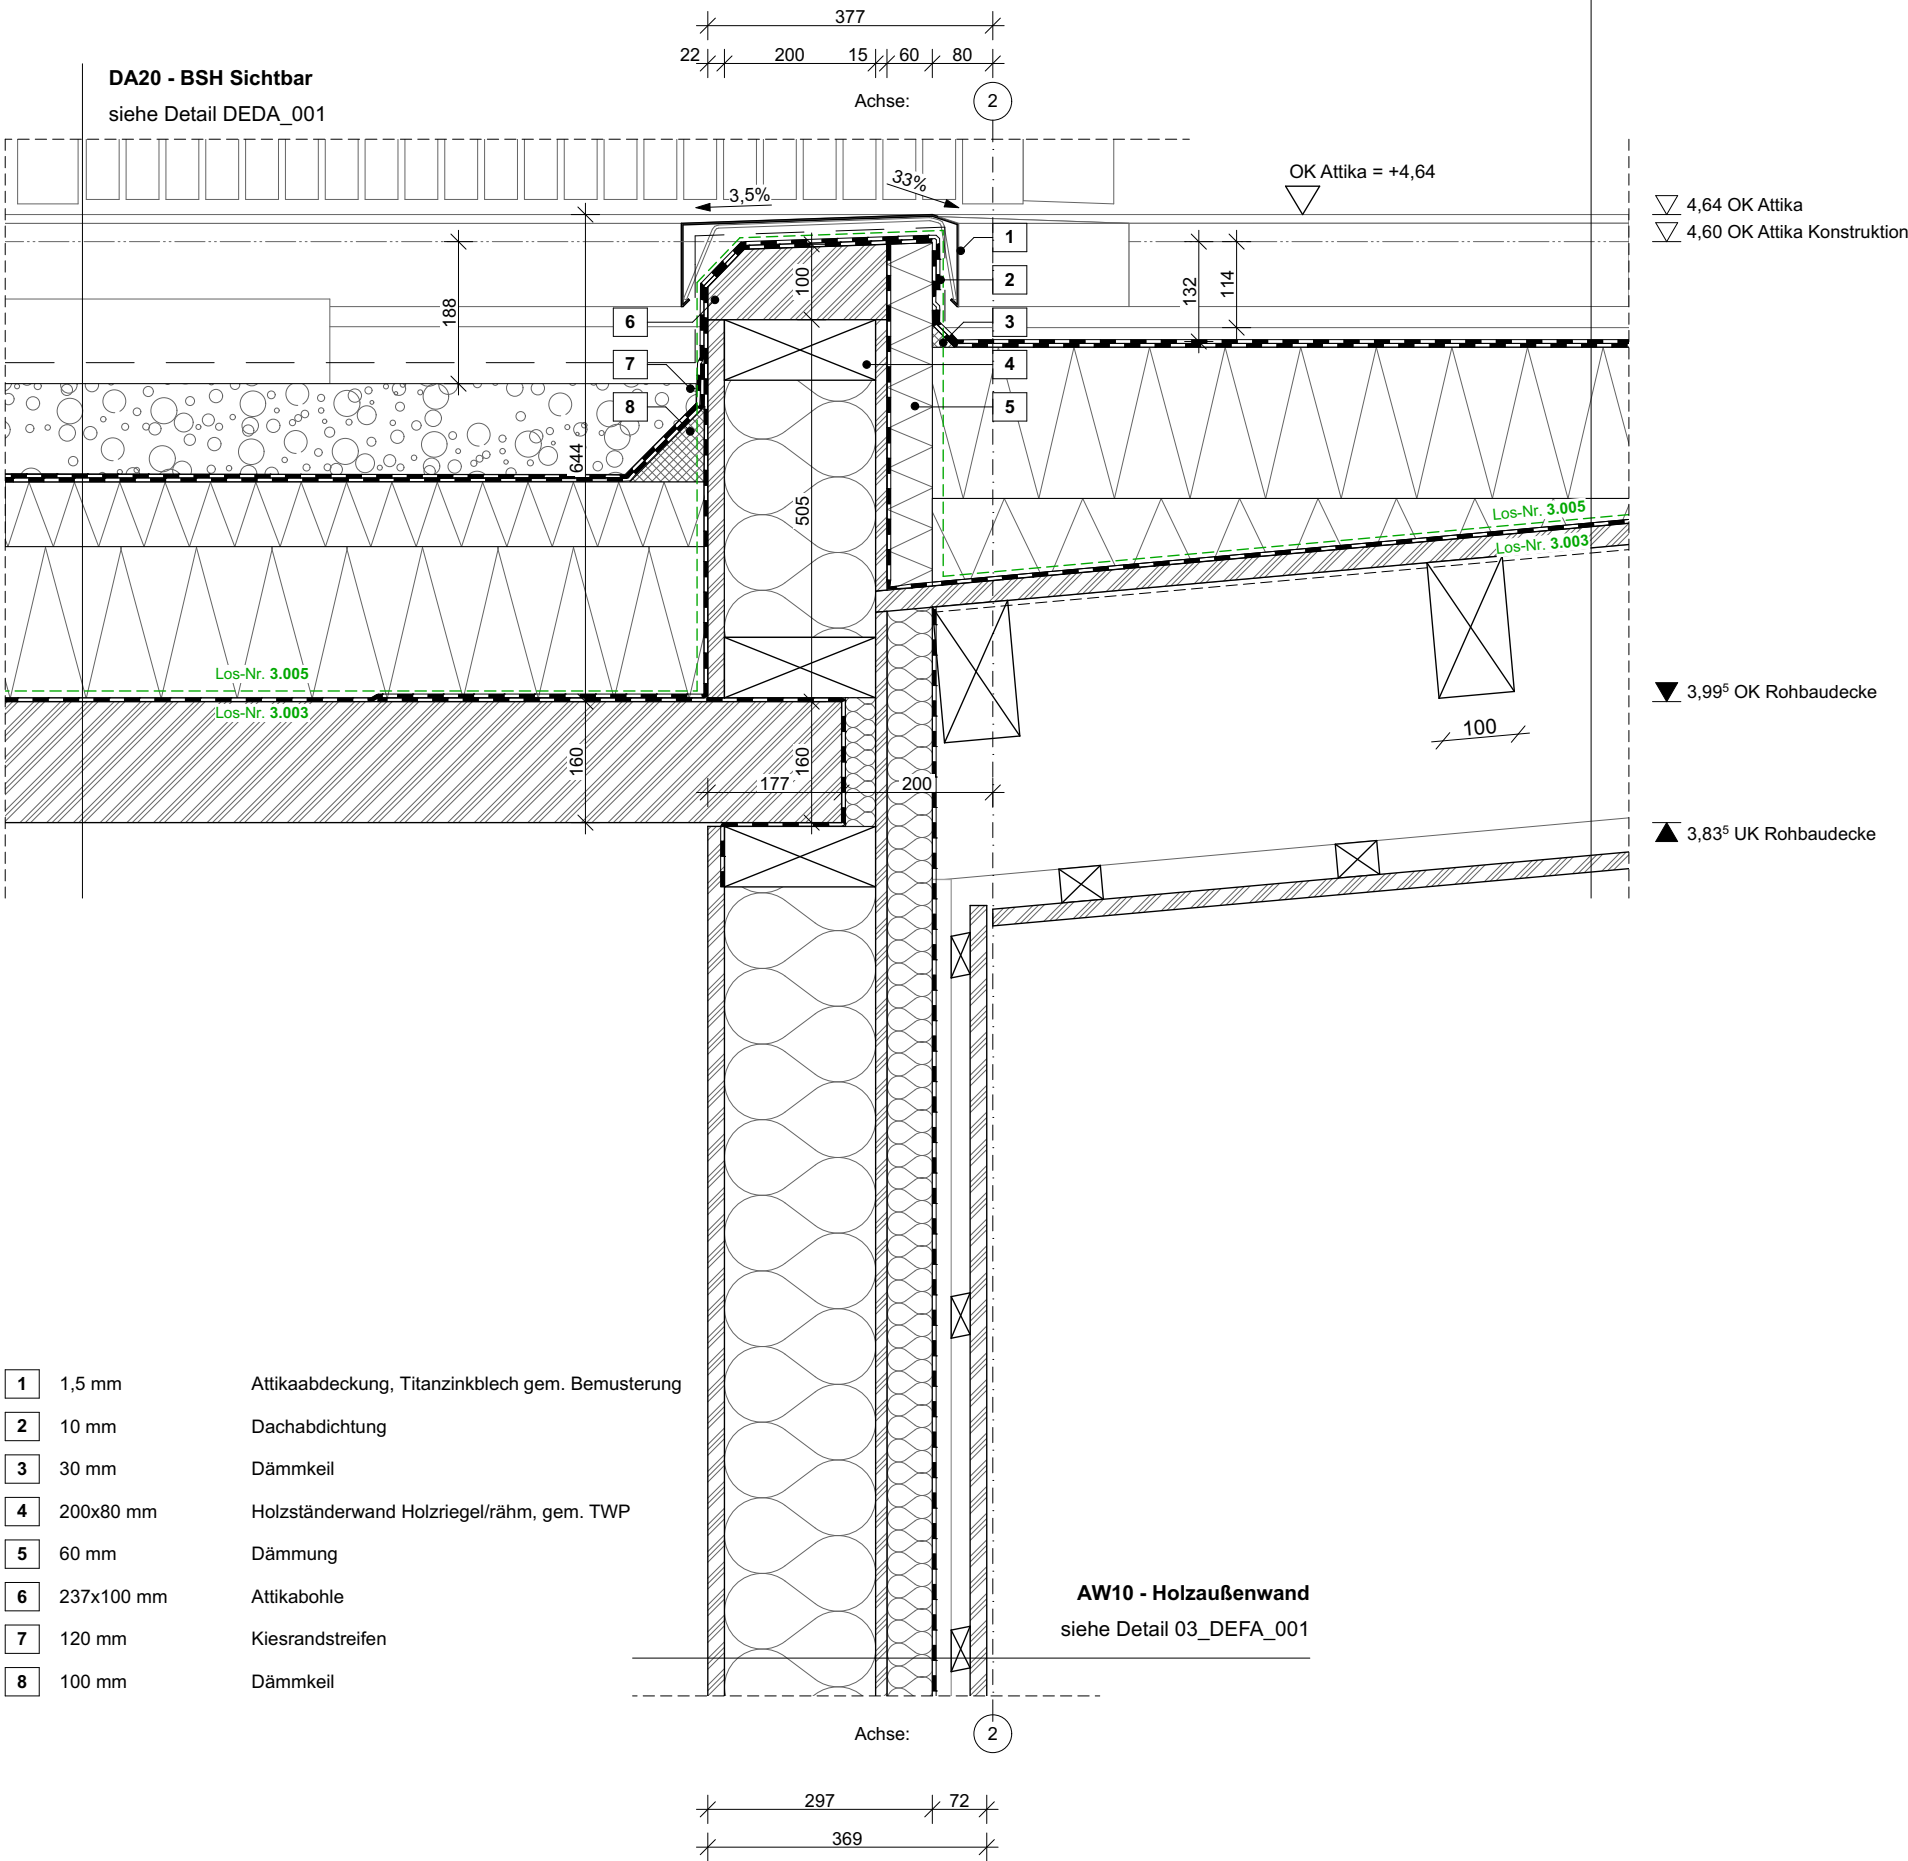 377
22 200 15 60 80
DA20 - BSH Sichtbar
siehe Detail DEDA_001
Achse: 2
OK Attika = +4,64
3,5% 33%
4,64 OK Attika
4,60 OK Attika Konstruktion
1
2
3
4
5
6
7
8
188
100
132
114
644
505
Los-Nr. 3.005
Los-Nr. 3.003
Los-Nr. 3.005
Los-Nr. 3.003
3,99⁵ OK Rohbaudecke
100
160
160
177 200
3,83⁵ UK Rohbaudecke
1 1,5 mm Attikaabdeckung, Titanzinkblech gem. Bemusterung
2 10 mm Dachabdichtung
3 30 mm Dämmkeil
4 200x80 mm Holzständerwand Holzriegel/rähm, gem. TWP
5 60 mm Dämmung
6 237x100 mm Attikabohle
7 120 mm Kiesrandstreifen
8 100 mm Dämmkeil
AW10 - Holzaußenwand
siehe Detail 03_DEFA_001
Achse: 2
297 72
369